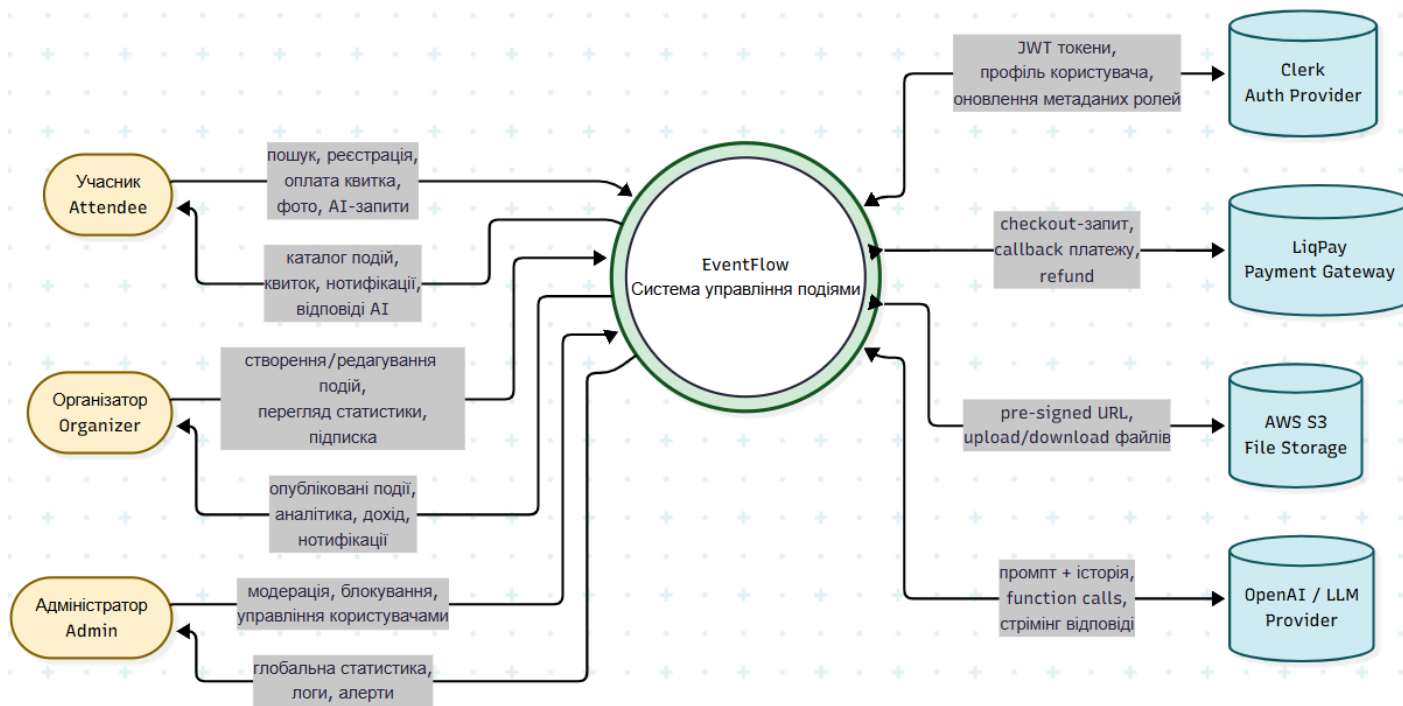 Учасник
Attendee
пошук, реєстрація,
оплата квитка,
фото, AI-запити
каталог подій,
квиток, нотифікації,
відповіді AI
Організатор
Organizer
створення/редагування
подій,
перегляд статистики,
підписка
опубліковані події,
аналітика, дохід,
нотифікації
Адміністратор
Admin
модерація, блокування,
управління користувачами
глобальна статистика,
логи, алерти
EventFlow
Система управління подіями
JWT токени,
профіль користувача,
оновлення метаданих ролей
Clerk
Auth Provider
checkout-запит,
callback платежу,
refund
LiqPay
Payment Gateway
pre-signed URL,
upload/download файлів
AWS S3
File Storage
промпт + історія,
function calls,
стрімінг відповіді
OpenAI / LLM
Provider